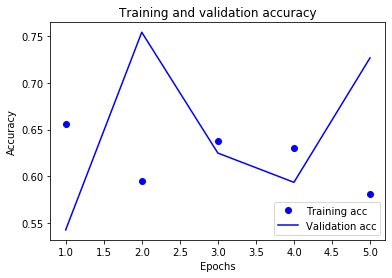 Training and validation accuracy
Accuracy
0.75
0.70
0.65
0.60
0.55
Training acc
Validation acc
1.0 1.5 2.0 2.5 3.0 3.5 4.0 4.5 5.0
Epochs